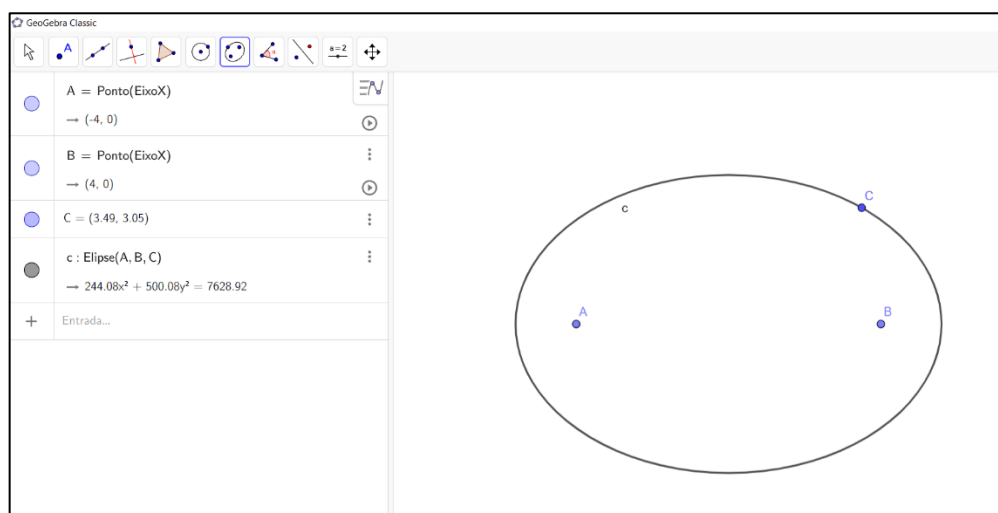 GeoGebra Classic
A
a=2
A = Ponto(EixoX)
→ (-4, 0)
B = Ponto(EixoX)
→ (4, 0)
C = (3.49, 3.05)
c : Elipse(A, B, C)
→ 244.08x² + 500.08y² = 7628.92
+ Entrada...
c
C
A
B